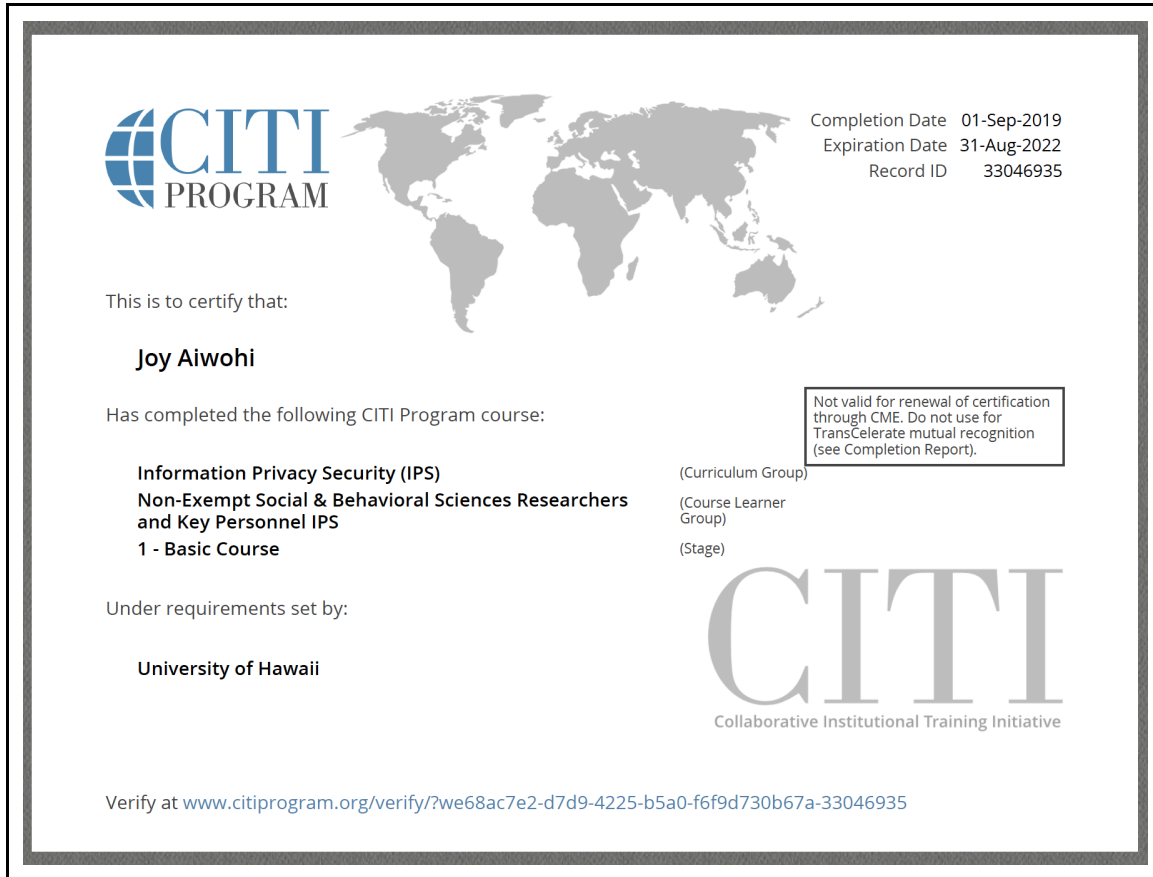 CITI
PROGRAM
Completion Date 01-Sep-2019
Expiration Date 31-Aug-2022
Record ID 33046935
This is to certify that:
Joy Aiwohi
Has completed the following CITI Program course:
Not valid for renewal of certification
through CME. Do not use for
TransCelerate mutual recognition
(see Completion Report).
Information Privacy Security (IPS) (Curriculum Group)
Non-Exempt Social & Behavioral Sciences Researchers
and Key Personnel IPS
(Course Learner
Group)
1 - Basic Course (Stage)
Under requirements set by:
University of Hawaii
CITI
Collaborative Institutional Training Initiative
Verify at www.citiprogram.org/verify/?we68ac7e2-d7d9-4225-b5a0-f6f9d730b67a-33046935